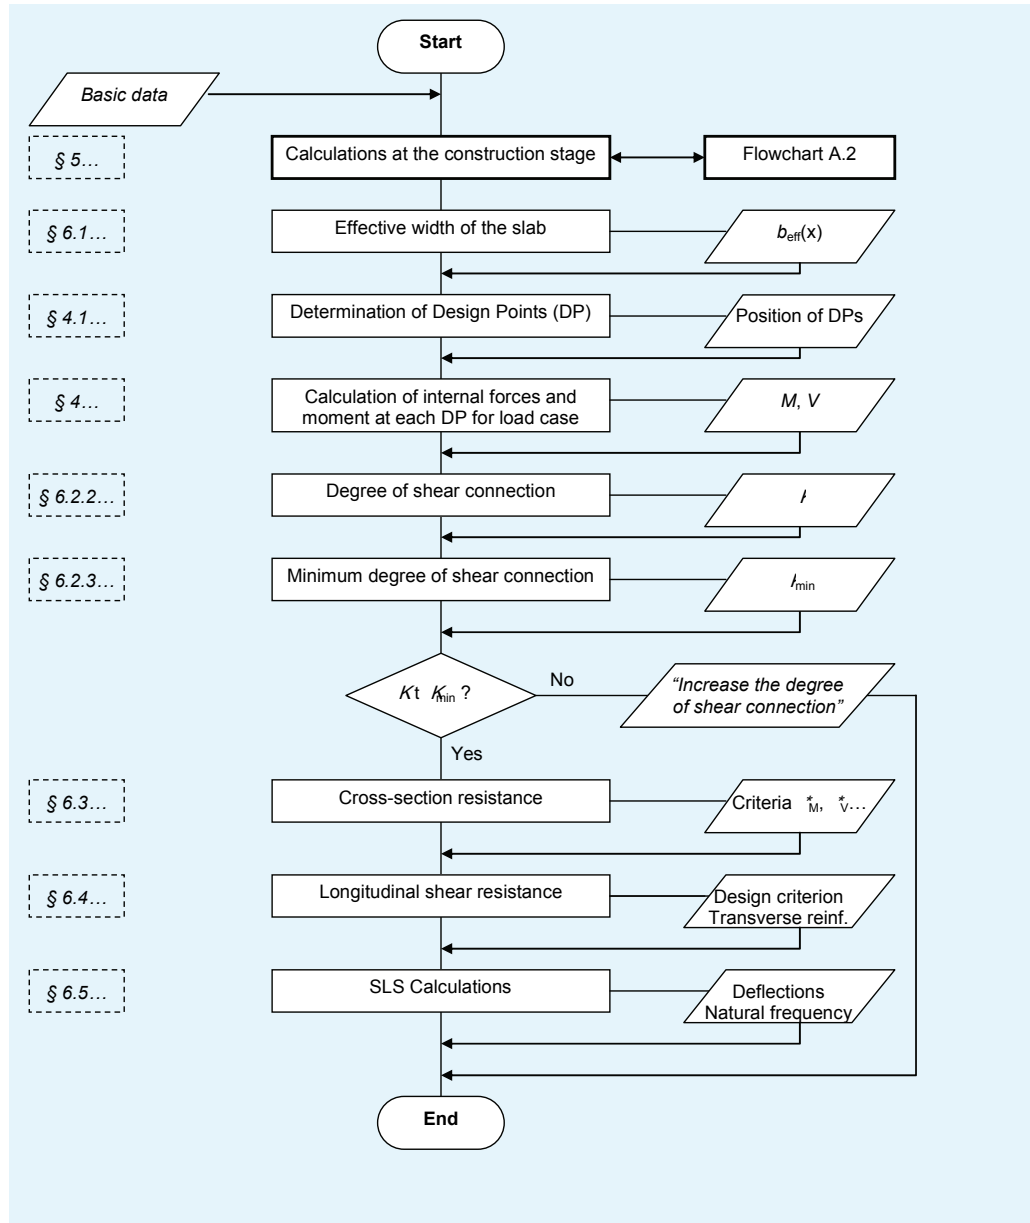 Start
Basic data
§ 5…
Calculations at the construction stage
Flowchart A.2
§ 6.1…
Effective width of the slab
beff(x)
§ 4.1…
Determination of Design Points (DP)
Position of DPs
§ 4…
Calculation of internal forces and
moment at each DP for load case
M, V
§ 6.2.2…
Degree of shear connection
§ 6.2.3…
Minimum degree of shear connection
min
Kt Kmin ?
No
"Increase the degree
of shear connection"
Yes
§ 6.3…
Cross-section resistance
Criteria *M, *V…
§ 6.4…
Longitudinal shear resistance
Design criterion
Transverse reinf.
§ 6.5…
SLS Calculations
Deflections
Natural frequency
End